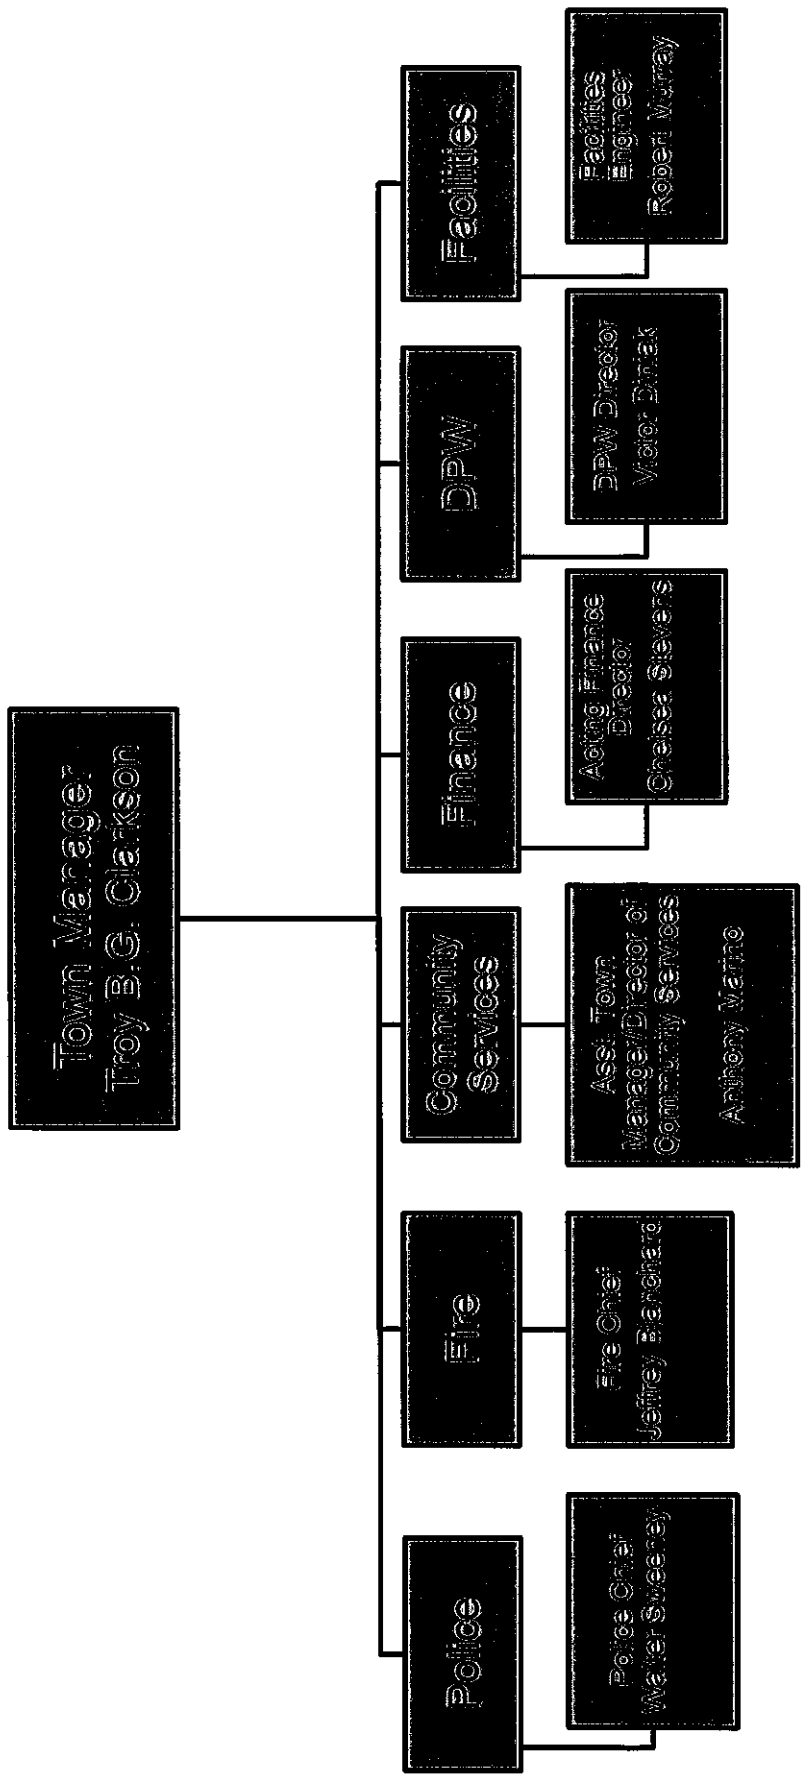 Town Manager
Troy B.G. Clarkson
Police
Fire
Community
Services
Finance
DPW
Facilities
Police Chief
Walter Sweeney
Fire Chief
Jeffrey Blanchard
Asst. Town
Manager/Director of
Community Services
Anthony Marino
Acting Finance
Director
Chelsea Stevens
DPW Director
Victor Diniak
Facilities
Engineer
Robert Murray